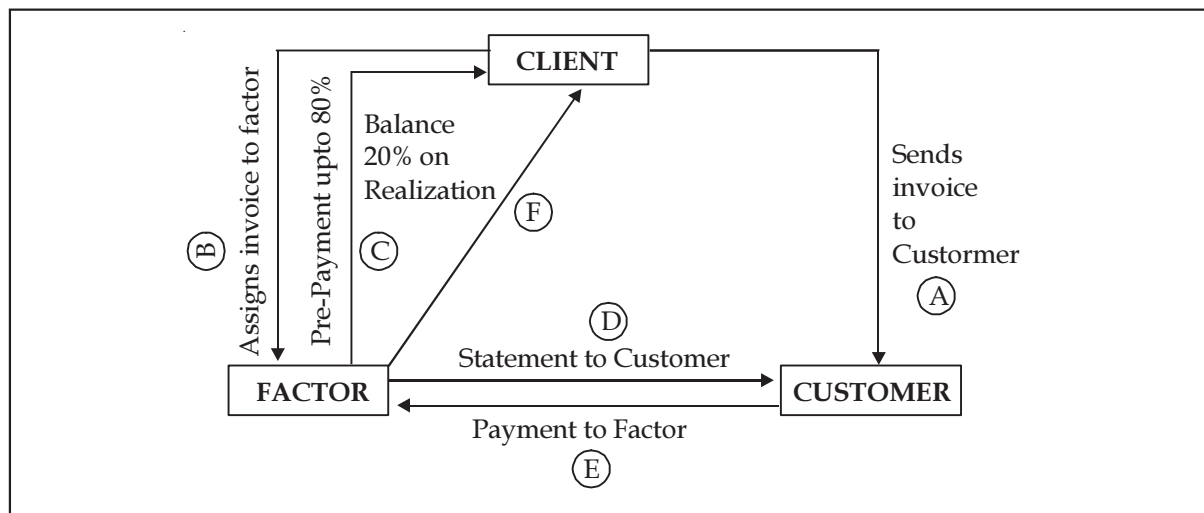 CLIENT
Assigns invoice to factor
B
Pre-Payment upto 80%
C
Balance
20% on
Realization
F
Sends
invoice
to
Custormer
A
D
Statement to Customer
FACTOR
CUSTOMER
Payment to Factor
E